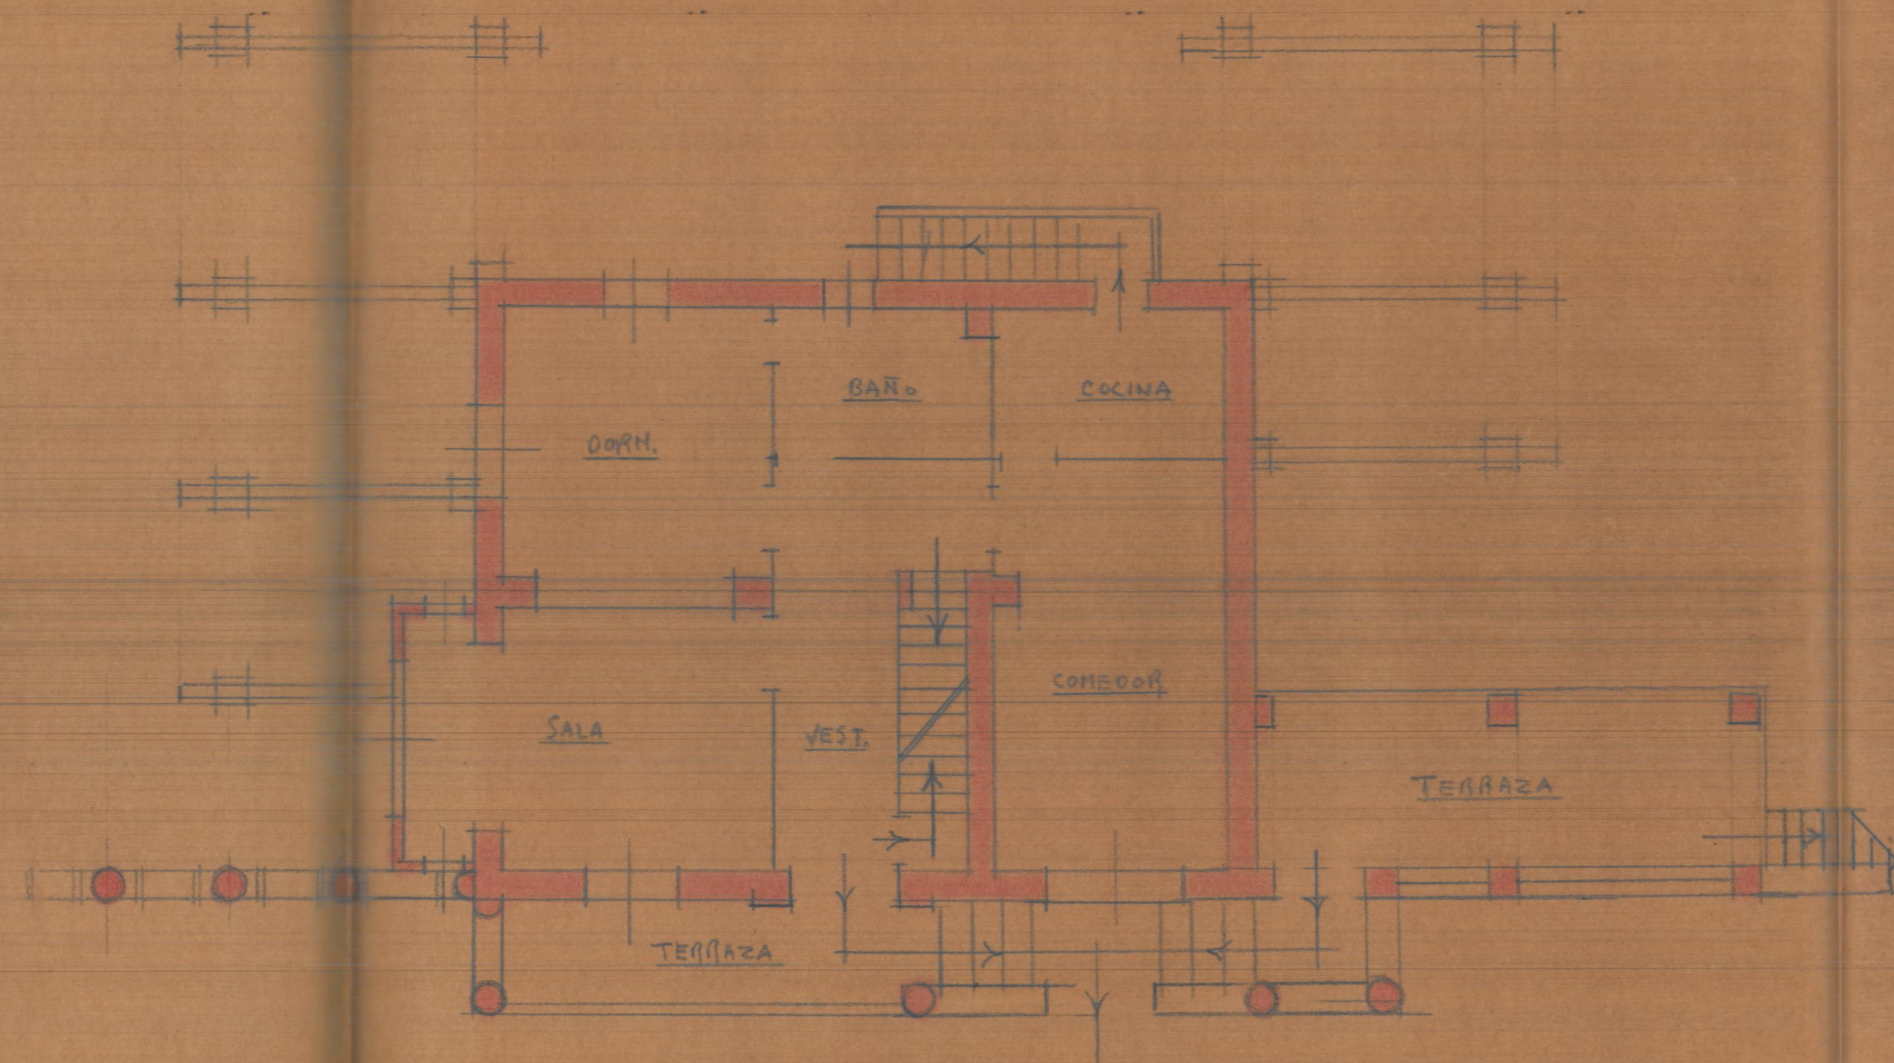 BAÑO
COCINA
DORM.
COMEDOR
SALA
VEST.
TERRAZA
TERRAZA